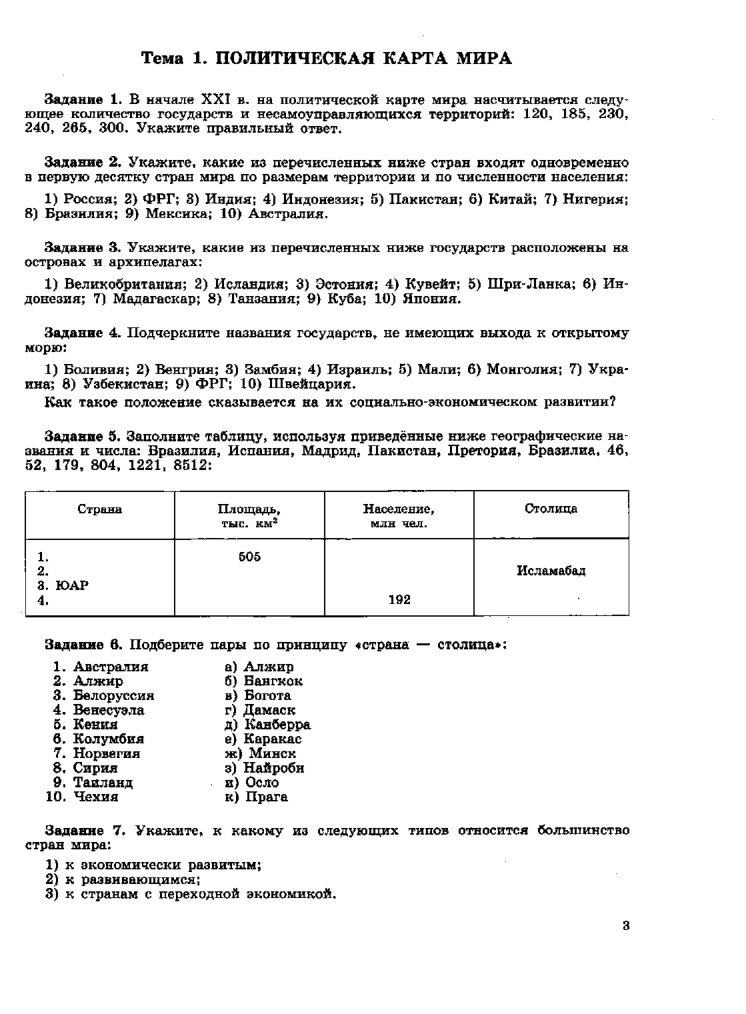 Тема 1. ПОЛИТИЧЕСКАЯ КАРТА МИРА
Задание 1. В начале XXI в. на политической карте мира насчитывается следу-
ющее количество государств и несамоуправляющихся территорий: 120, 185, 230,
240, 265, 300. Укажите правильный ответ.
Задание 2. Укажите, какие из перечисленных ниже стран входят одновременно
в первую десятку стран мира по размерам территории и по численности населения:
1) Россия; 2) ФРГ; 3) Индия; 4) Индонезия; 5) Пакистан; 6) Китай; 7) Нигерия;
8) Бразилия; 9) Мексика; 10) Австралия.
Задание 3. Укажите, какие из перечисленных ниже государств расположены на
островах и архипелагах:
1) Великобритания; 2) Исландия; 3) Эстония; 4) Кувейт; 5) Шри-Ланка; 6) Ин-
донезия; 7) Мадагаскар; 8) Танзания; 9) Куба; 10) Япония.
Задание 4. Подчеркните названия государств, не имеющих выхода к открытому
морю:
1) Боливия; 2) Венгрия; 3) Замбия; 4) Израиль; 5) Мали; 6) Монголия; 7) Укра-
ина; 8) Узбекистан; 9) ФРГ; 10) Швейцария.
Как такое положение сказывается на их социально-экономическом развитии?
Задание 5. Заполните таблицу, используя приведённые ниже географические на-
звания и числа: Бразилия, Испания, Мадрид, Пакистан, Претория, Бразилиа, 46,
52, 179, 804, 1221, 8512:
Страна Площадь, Население, Столица
тыс. км² млн чел.
1. 505
2. Исламабад
3. ЮАР
4. 192
Задание 6. Подберите пары по принципу «страна — столица»:
1. Австралия а) Алжир
2. Алжир б) Бангкок
3. Белоруссия в) Богота
4. Венесуэла г) Дамаск
5. Кения д) Канберра
6. Колумбия е) Каракас
7. Норвегия ж) Минск
8. Сирия з) Найроби
9. Таиланд и) Осло
10. Чехия к) Прага
Задание 7. Укажите, к какому из следующих типов относится большинство
стран мира:
1) к экономически развитым;
2) к развивающимся;
3) к странам с переходной экономикой.
3